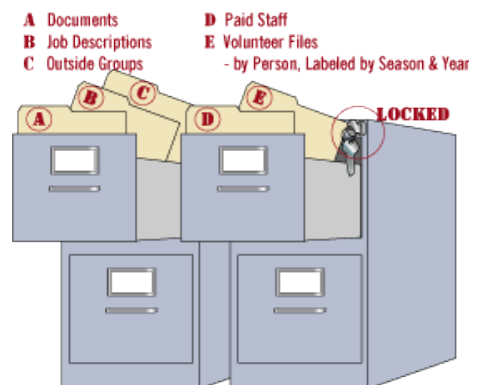 A Documents
B Job Descriptions
C Outside Groups
D Paid Staff
E Volunteer Files
- by Person, Labeled by Season & Year
LOCKED
A
B
C
D
E